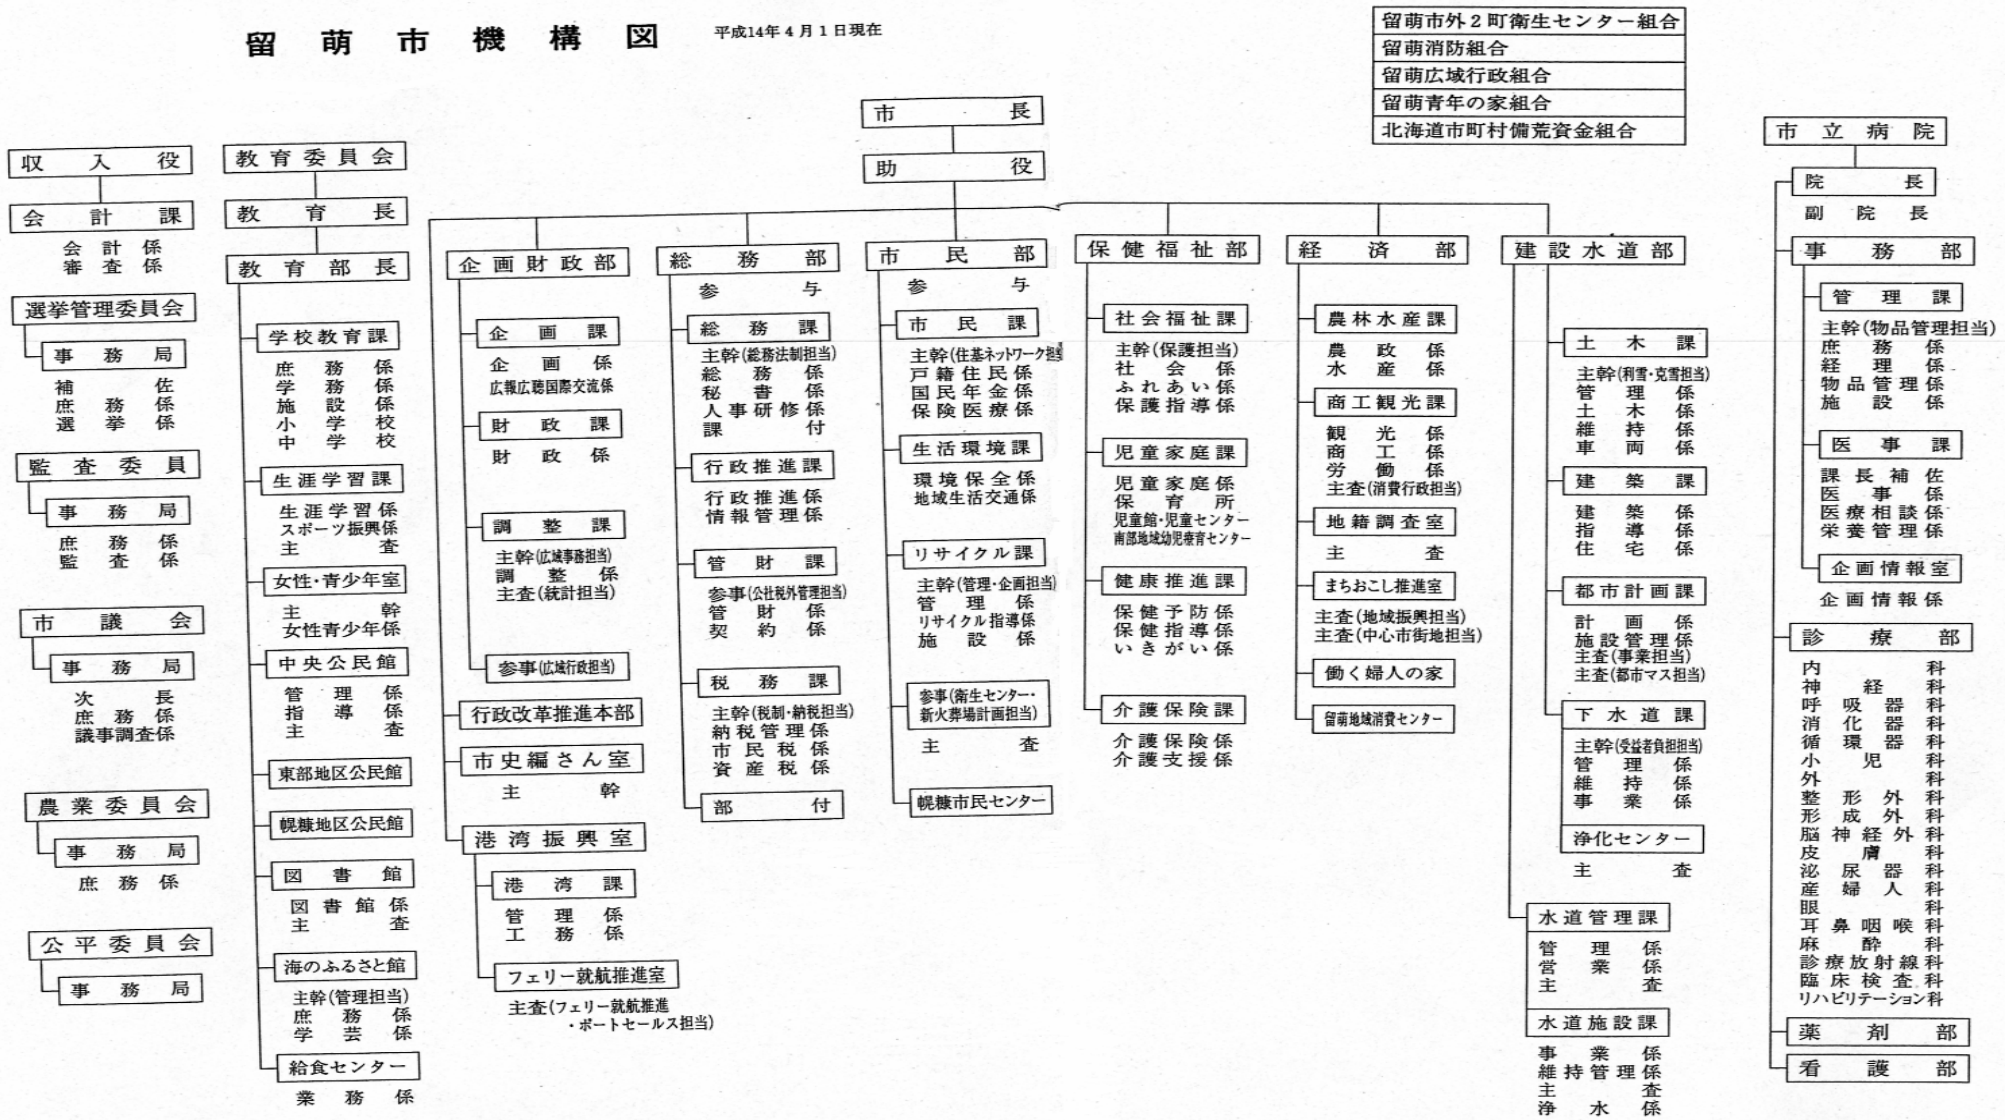 留萌市機構図
平成14年4月1日現在
留萌市外2町衛生センター組合
留萌消防組合
留萌広域行政組合
留萌青年の家組合
北海道市町村備荒資金組合
市長
助役
収入役
会計課
会計係
審査係
選挙管理委員会
事務局
補佐
庶務係
選挙係
監査委員
事務局
庶務係
監査係
市議会
事務局
次長
庶務係
議事調査係
農業委員会
事務局
庶務係
公平委員会
事務局
教育委員会
教育長
教育部長
学校教育課
庶務係
学務係
施設係
小学校
中学校
生涯学習課
生涯学習係
スポーツ振興係
主査
女性・青少年室
主幹
女性青少年係
中央公民館
管理係
指導係
主査
東部地区公民館
幌糠地区公民館
図書館
図書館係
主査
海のふるさと館
主幹(管理担当)
庶務係
学芸係
給食センター
業務係
企画財政部
企画課
企画係
広報広聴国際交流係
財政課
財政係
調整課
主幹(広域事務担当)
調整係
主査(統計担当)
参事(広域行政担当)
行政改革推進本部
市史編さん室
主幹
港湾振興室
港湾課
管理係
工務係
フェリー就航推進室
主査(フェリー就航推進
・ポートセールス担当)
総務部
参与
総務課
主幹(総務法制担当)
総務係
秘書係
人事研修係
課付
行政推進課
行政推進係
情報管理係
管財課
参事(公社税外管理担当)
管財係
契約係
税務課
主幹(税制・納税担当)
納税管理係
市民税係
資産税係
部付
市民部
参与
市民課
主幹(住基ネットワーク担当
戸籍住民係
国民年金係
保険医療係
生活環境課
環境保全係
地域生活交通係
リサイクル課
主幹(管理・企画担当)
管理係
リサイクル指導係
施設係
参事(衛生センター・
新火葬場計画担当)
主査
幌糠市民センター
保健福祉部
社会福祉課
主幹(保護担当)
社会係
ふれあい係
保護指導係
児童家庭課
児童家庭係
保育所
児童館・児童センター
南部地域幼児療育センター
健康推進課
保健予防係
保健指導係
いきがい係
介護保険課
介護保険係
介護支援係
経済部
農林水産課
農政係
水産係
商工観光課
観光係
商工係
労働係
主査(消費行政担当)
地籍調査室
主査
まちおこし推進室
主査(地域振興担当)
主査(中心市街地担当)
働く婦人の家
留萌地域消費センター
建設水道部
土木課
主幹(利雪・克雪担当)
管理係
土木係
維持係
車両係
建築課
建築係
指導係
住宅係
都市計画課
計画係
施設管理係
主査(事業担当)
主査(都市マス担当)
下水道課
主幹(受益者負担担当)
管理係
維持係
事業係
浄化センター
主査
水道管理課
管理係
営業係
主査
水道施設課
事業係
維持管理係
主査
浄水係
市立病院
院長
副院長
事務部
管理課
主幹(物品管理担当)
庶務係
経理係
物品管理係
施設係
医事課
課長補佐
医事係
医療相談係
栄養管理係
企画情報室
企画情報係
診療部
内科
神経科
呼吸器科
消化器科
循環器科
小児科
外科
整形外科
形成外科
脳神経外科
皮膚科
泌尿器科
産婦人科
眼科
耳鼻咽喉科
麻酔科
診療放射線科
臨床検査科
リハビリテーション科
薬剤部
看護部